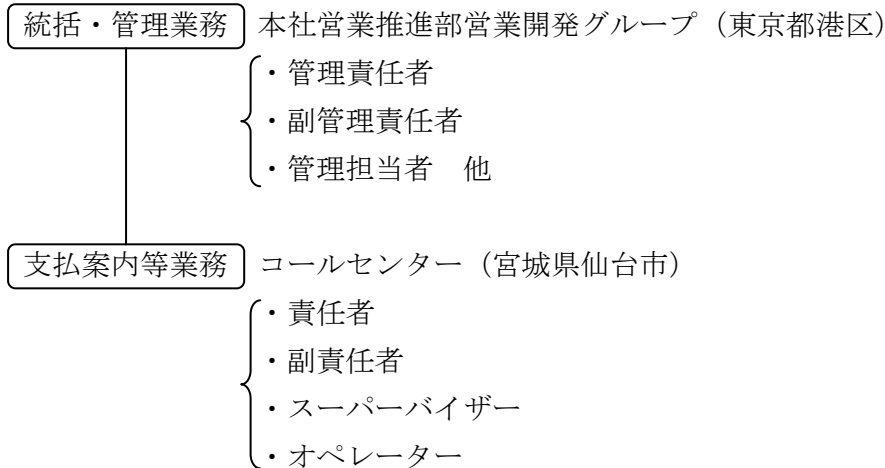 統括・管理業務 本社営業推進部営業開発グループ（東京都港区）
・管理責任者
・副管理責任者
・管理担当者　他
支払案内等業務 コールセンター（宮城県仙台市）
・責任者
・副責任者
・スーパーバイザー
・オペレーター